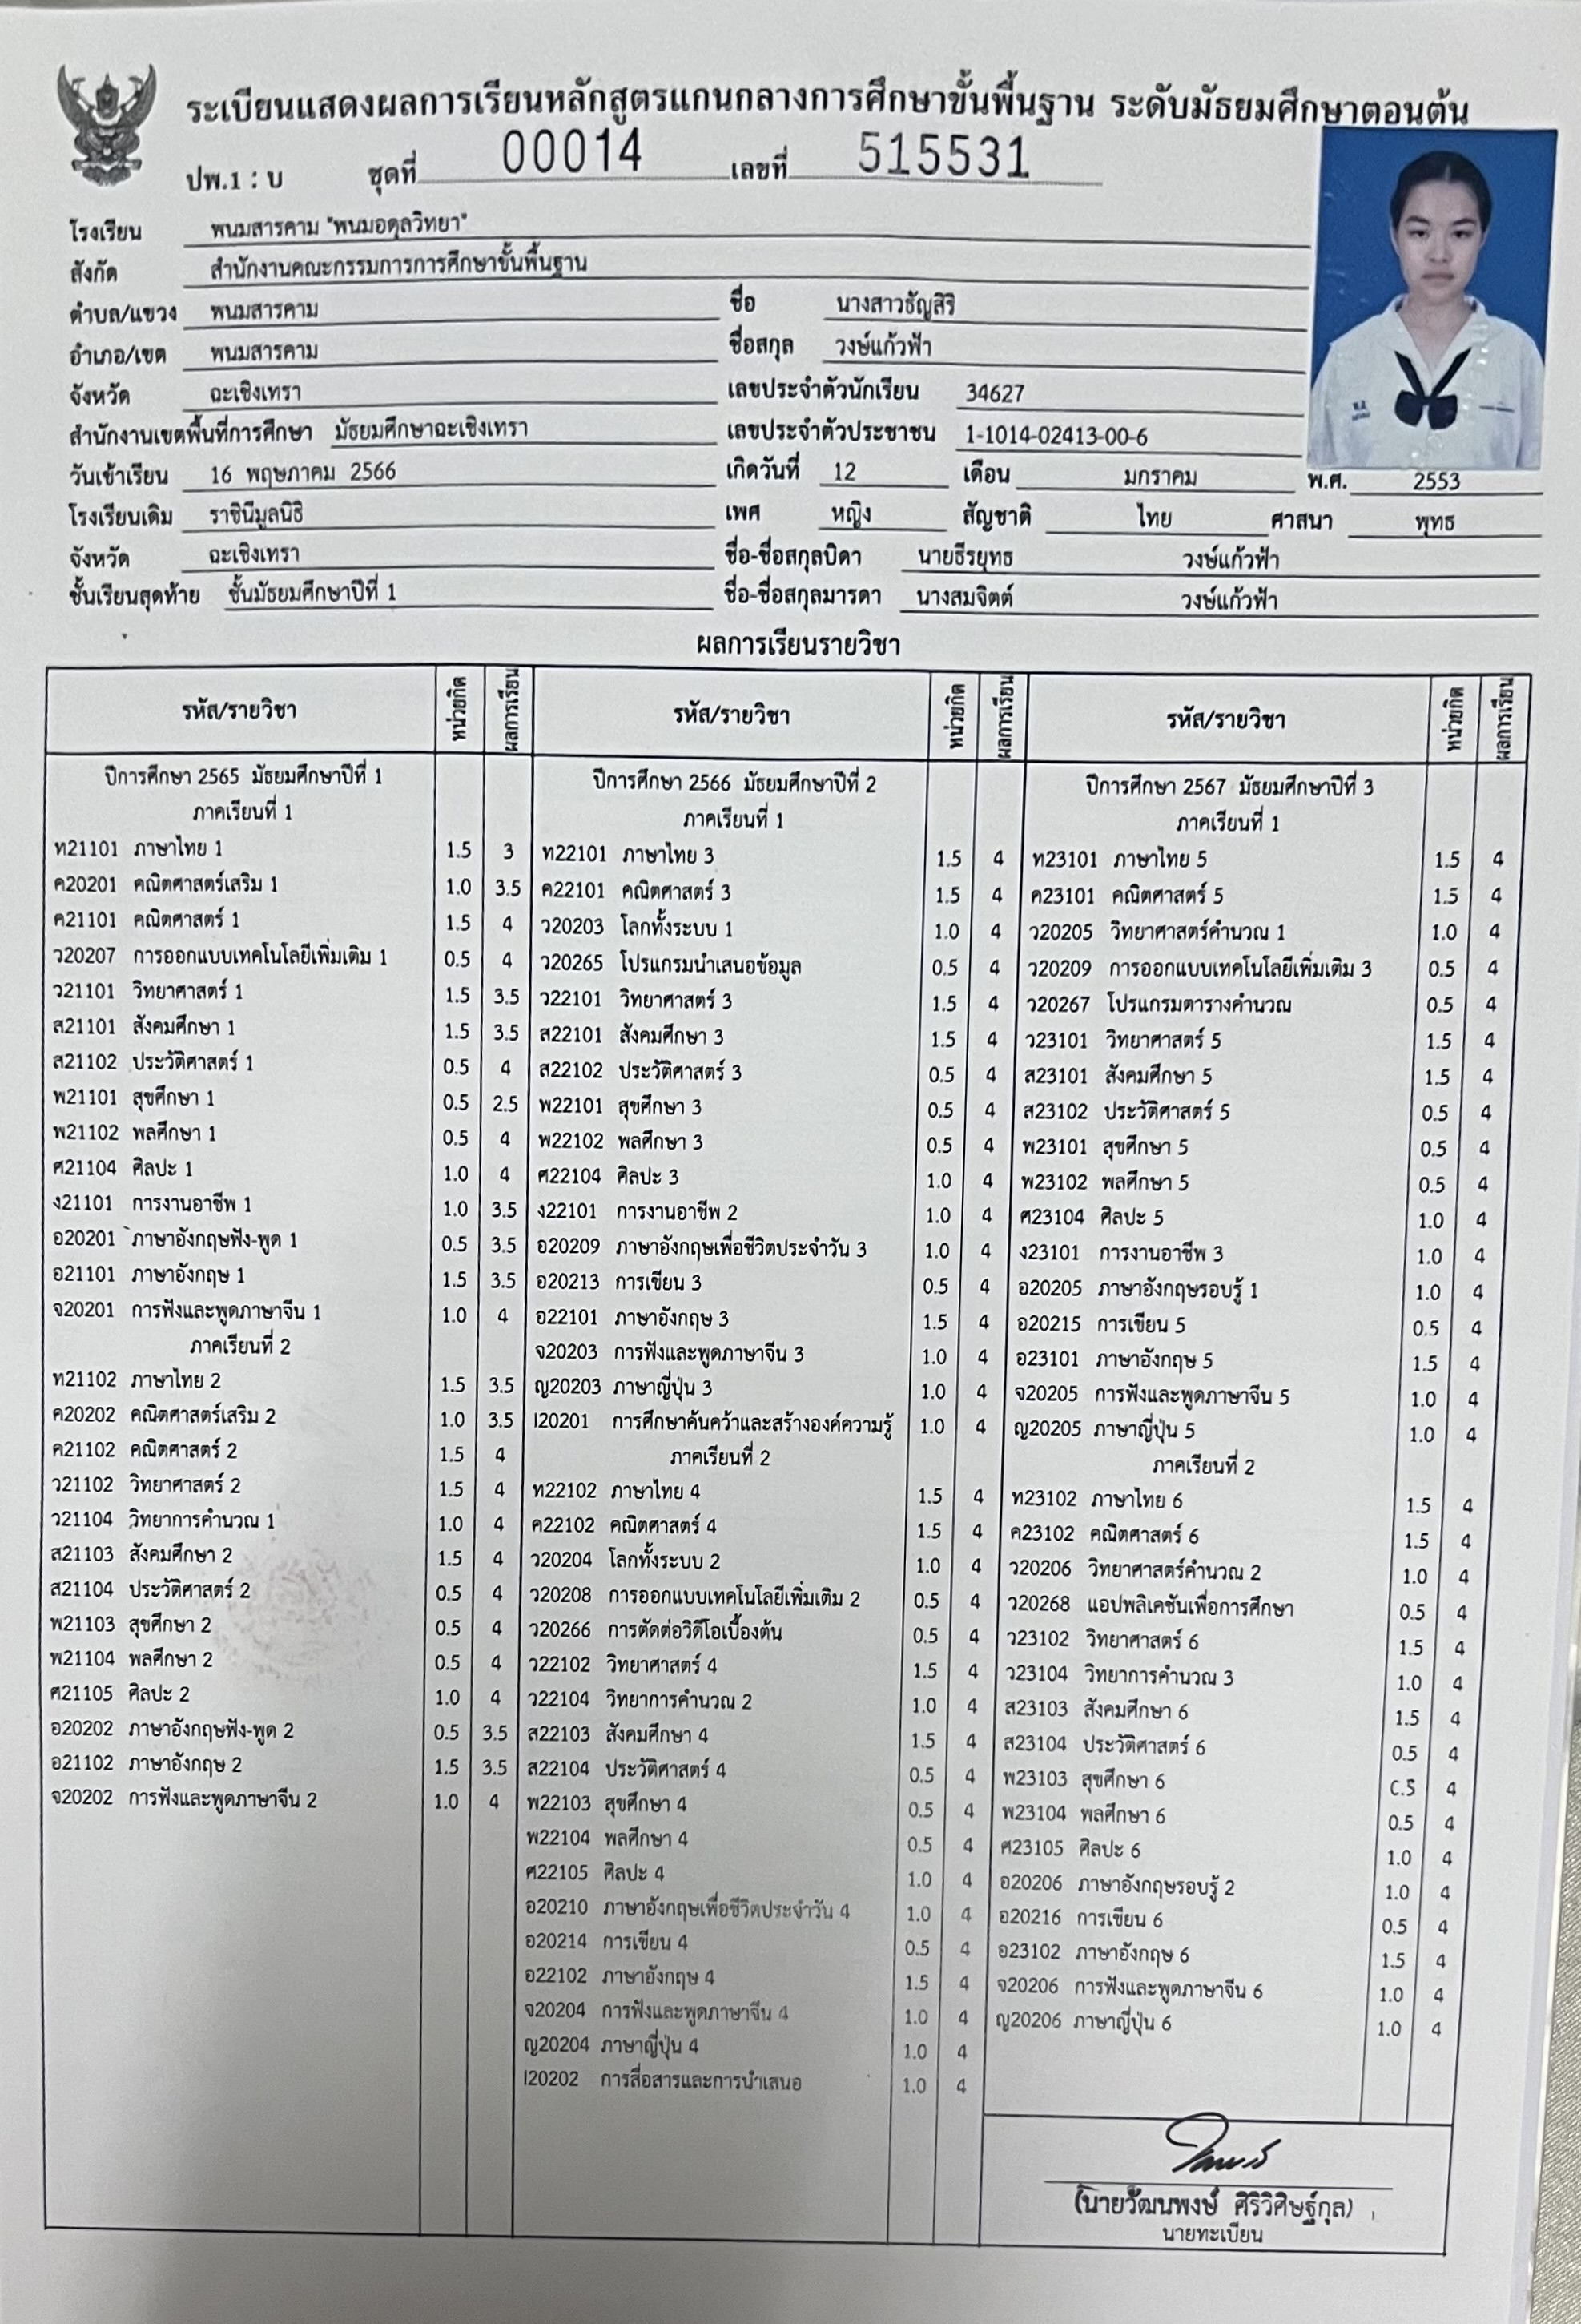 ระเบียนแสดงผลการเรียนหลักสูตรแกนกลางการศึกษาขั้นพื้นฐาน ระดับมัธยมศึกษาตอนต้น
ปพ.1 : บ ชุดที่ 00014 เลขที่ 515531
โรงเรียน พนมสารคาม "พนมอดุลวิทยา"
สังกัด สำนักงานคณะกรรมการการศึกษาขั้นพื้นฐาน
ตำบล/แขวง พนมสารคาม ชื่อ นางสาวธัญสิริ
อำเภอ/เขต พนมสารคาม ชื่อสกุล วงษ์แก้วฟ้า
จังหวัด ฉะเชิงเทรา เลขประจำตัวนักเรียน 34627
สำนักงานเขตพื้นที่การศึกษา มัธยมศึกษาฉะเชิงเทรา เลขประจำตัวประชาชน 1-1014-02413-00-6
วันเข้าเรียน 16 พฤษภาคม 2566 เกิดวันที่ 12 เดือน มกราคม พ.ศ. 2553
โรงเรียนเดิม ราชินีมูลนิธิ เพศ หญิง สัญชาติ ไทย ศาสนา พุทธ
จังหวัด ฉะเชิงเทรา ชื่อ-ชื่อสกุลบิดา นายธีรยุทธ วงษ์แก้วฟ้า
ชั้นเรียนสุดท้าย ชั้นมัธยมศึกษาปีที่ 1 ชื่อ-ชื่อสกุลมารดา นางสมจิตต์ วงษ์แก้วฟ้า
ผลการเรียนรายวิชา
รหัส/รายวิชา หน่วยกิต ผลการเรียน
ปีการศึกษา 2565 มัธยมศึกษาปีที่ 1
ภาคเรียนที่ 1
ท21101 ภาษาไทย 1 1.5 3
ค20201 คณิตศาสตร์เสริม 1 1.0 3.5
ค21101 คณิตศาสตร์ 1 1.5 4
ว20207 การออกแบบเทคโนโลยีเพิ่มเติม 1 0.5 4
ว21101 วิทยาศาสตร์ 1 1.5 3.5
ส21101 สังคมศึกษา 1 1.5 3.5
ส21102 ประวัติศาสตร์ 1 0.5 4
พ21101 สุขศึกษา 1 0.5 2.5
พ21102 พลศึกษา 1 0.5 4
ศ21104 ศิลปะ 1 1.0 4
ง21101 การงานอาชีพ 1 1.0 3.5
อ20201 ภาษาอังกฤษฟัง-พูด 1 0.5 3.5
อ21101 ภาษาอังกฤษ 1 1.5 3.5
จ20201 การฟังและพูดภาษาจีน 1 1.0 4
ภาคเรียนที่ 2
ท21102 ภาษาไทย 2 1.5 3.5
ค20202 คณิตศาสตร์เสริม 2 1.0 3.5
ค21102 คณิตศาสตร์ 2 1.5 4
ว21102 วิทยาศาสตร์ 2 1.5 4
ว21104 วิทยาการคำนวณ 1 1.0 4
ส21103 สังคมศึกษา 2 1.5 4
ส21104 ประวัติศาสตร์ 2 0.5 4
พ21103 สุขศึกษา 2 0.5 4
พ21104 พลศึกษา 2 0.5 4
ศ21105 ศิลปะ 2 1.0 4
อ20202 ภาษาอังกฤษฟัง-พูด 2 0.5 3.5
อ21102 ภาษาอังกฤษ 2 1.5 3.5
จ20202 การฟังและพูดภาษาจีน 2 1.0 4
รหัส/รายวิชา หน่วยกิต ผลการเรียน
ปีการศึกษา 2566 มัธยมศึกษาปีที่ 2
ภาคเรียนที่ 1
ท22101 ภาษาไทย 3 1.5 4
ค22101 คณิตศาสตร์ 3 1.5 4
ว20203 โลกทั้งระบบ 1 1.0 4
ว20265 โปรแกรมนำเสนอข้อมูล 0.5 4
ว22101 วิทยาศาสตร์ 3 1.5 4
ส22101 สังคมศึกษา 3 1.5 4
ส22102 ประวัติศาสตร์ 3 0.5 4
พ22101 สุขศึกษา 3 0.5 4
พ22102 พลศึกษา 3 0.5 4
ศ22104 ศิลปะ 3 1.0 4
ง22101 การงานอาชีพ 2 1.0 4
อ20209 ภาษาอังกฤษเพื่อชีวิตประจำวัน 3 1.0 4
อ20213 การเขียน 3 0.5 4
อ22101 ภาษาอังกฤษ 3 1.5 4
จ20203 การฟังและพูดภาษาจีน 3 1.0 4
ญ20203 ภาษาญี่ปุ่น 3 1.0 4
I20201 การศึกษาค้นคว้าและสร้างองค์ความรู้ 1.0 4
ภาคเรียนที่ 2
ท22102 ภาษาไทย 4 1.5 4
ค22102 คณิตศาสตร์ 4 1.5 4
ว20204 โลกทั้งระบบ 2 1.0 4
ว20208 การออกแบบเทคโนโลยีเพิ่มเติม 2 0.5 4
ว20266 การตัดต่อวิดีโอเบื้องต้น 0.5 4
ว22102 วิทยาศาสตร์ 4 1.5 4
ว22104 วิทยาการคำนวณ 2 1.0 4
ส22103 สังคมศึกษา 4 1.5 4
ส22104 ประวัติศาสตร์ 4 0.5 4
พ22103 สุขศึกษา 4 0.5 4
พ22104 พลศึกษา 4 0.5 4
ศ22105 ศิลปะ 4 1.0 4
อ20210 ภาษาอังกฤษเพื่อชีวิตประจำวัน 4 1.0 4
อ20214 การเขียน 4 0.5 4
อ22102 ภาษาอังกฤษ 4 1.5 4
จ20204 การฟังและพูดภาษาจีน 4 1.0 4
ญ20204 ภาษาญี่ปุ่น 4 1.0 4
I20202 การสื่อสารและการนำเสนอ 1.0 4
รหัส/รายวิชา หน่วยกิต ผลการเรียน
ปีการศึกษา 2567 มัธยมศึกษาปีที่ 3
ภาคเรียนที่ 1
ท23101 ภาษาไทย 5 1.5 4
ค23101 คณิตศาสตร์ 5 1.5 4
ว20205 วิทยาศาสตร์คำนวณ 1 1.0 4
ว20209 การออกแบบเทคโนโลยีเพิ่มเติม 3 0.5 4
ว20267 โปรแกรมตารางคำนวณ 0.5 4
ว23101 วิทยาศาสตร์ 5 1.5 4
ส23101 สังคมศึกษา 5 1.5 4
ส23102 ประวัติศาสตร์ 5 0.5 4
พ23101 สุขศึกษา 5 0.5 4
พ23102 พลศึกษา 5 0.5 4
ศ23104 ศิลปะ 5 1.0 4
ง23101 การงานอาชีพ 3 1.0 4
อ20205 ภาษาอังกฤษรอบรู้ 1 1.0 4
อ20215 การเขียน 5 0.5 4
อ23101 ภาษาอังกฤษ 5 1.5 4
จ20205 การฟังและพูดภาษาจีน 5 1.0 4
ญ20205 ภาษาญี่ปุ่น 5 1.0 4
ภาคเรียนที่ 2
ท23102 ภาษาไทย 6 1.5 4
ค23102 คณิตศาสตร์ 6 1.5 4
ว20206 วิทยาศาสตร์คำนวณ 2 1.0 4
ว20268 แอปพลิเคชันเพื่อการศึกษา 0.5 4
ว23102 วิทยาศาสตร์ 6 1.5 4
ว23104 วิทยาการคำนวณ 3 1.0 4
ส23103 สังคมศึกษา 6 1.5 4
ส23104 ประวัติศาสตร์ 6 0.5 4
พ23103 สุขศึกษา 6 0.5 4
พ23104 พลศึกษา 6 0.5 4
ศ23105 ศิลปะ 6 1.0 4
อ20206 ภาษาอังกฤษรอบรู้ 2 1.0 4
อ20216 การเขียน 6 0.5 4
อ23102 ภาษาอังกฤษ 6 1.5 4
จ20206 การฟังและพูดภาษาจีน 6 1.0 4
ญ20206 ภาษาญี่ปุ่น 6 1.0 4
(นายวัฒนพงษ์ ศิริวิศิษฐ์กุล)
นายทะเบียน